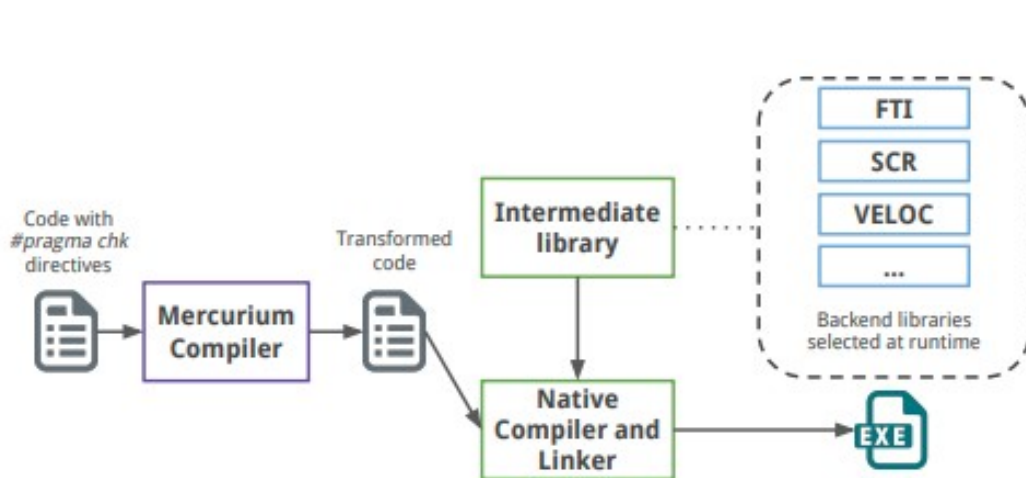 Code with
#pragma chk
directives
Mercurium
Compiler
Transformed
code
Intermediate
library
Native
Compiler and
Linker
FTI
SCR
VELOC
...
Backend libraries
selected at runtime
EXE